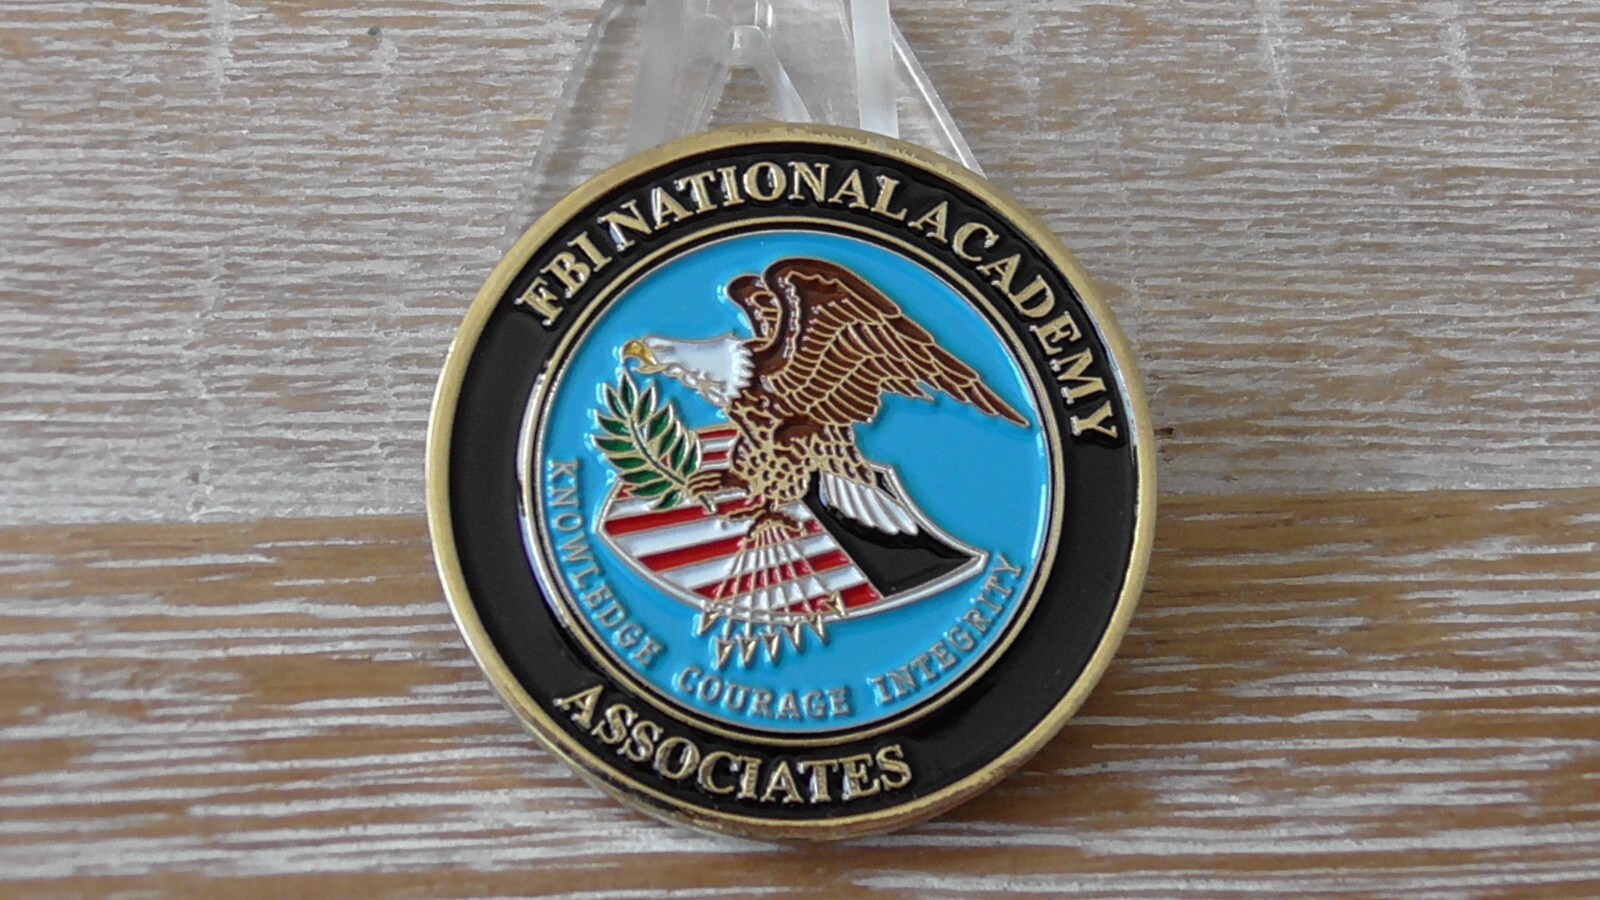 FBI NATIONAL ACADEMY
KNOWLEDGE COURAGE INTEGRITY
ASSOCIATES